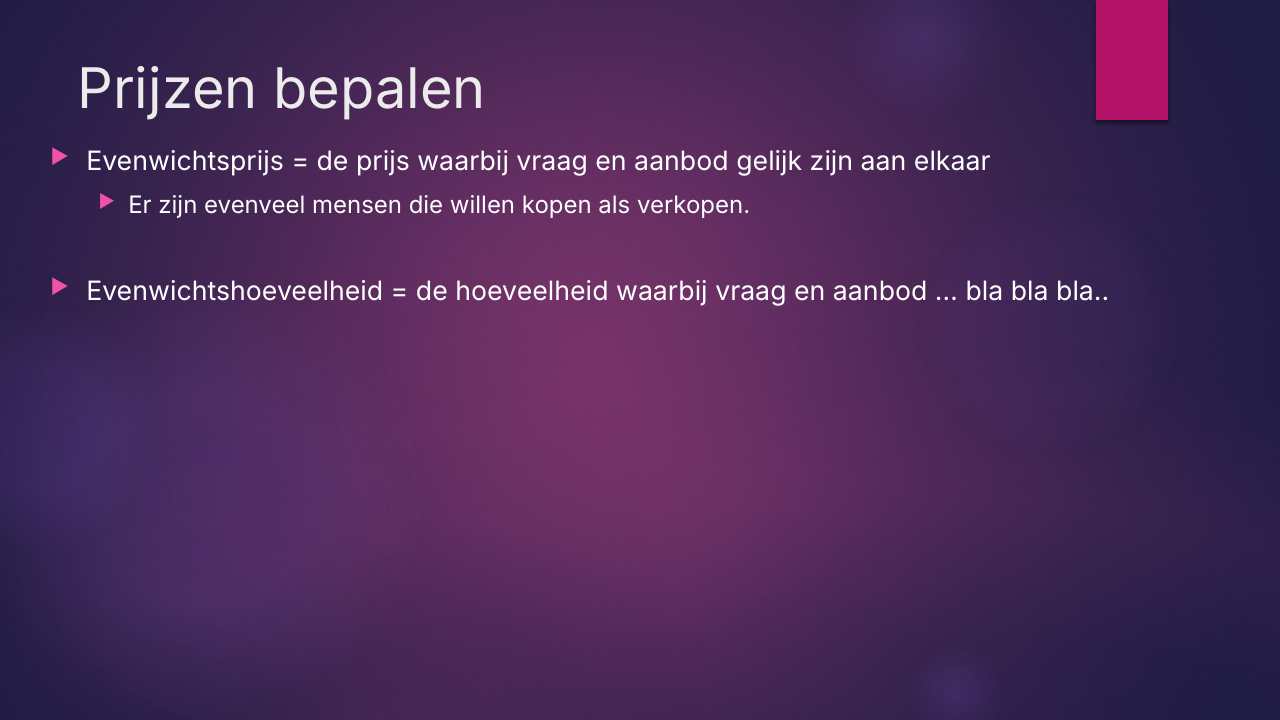 Prijzen bepalen
Evenwichtsprijs = de prijs waarbij vraag en aanbod gelijk zijn aan elkaar
Er zijn evenveel mensen die willen kopen als verkopen.
Evenwichtshoeveelheid = de hoeveelheid waarbij vraag en aanbod … bla bla bla..